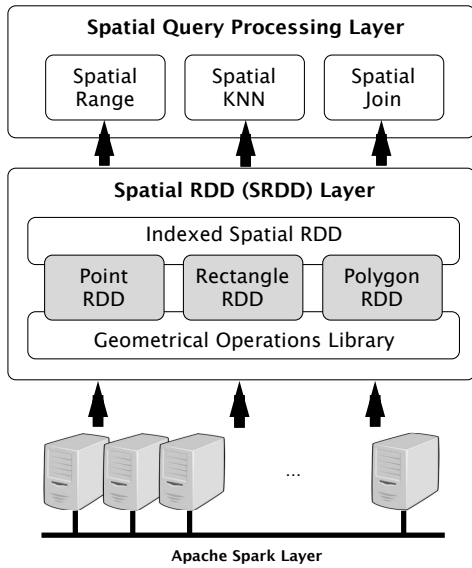 Spatial Query Processing Layer
Spatial Range
Spatial KNN
Spatial Join
Spatial RDD (SRDD) Layer
Indexed Spatial RDD
Point RDD
Rectangle RDD
Polygon RDD
Geometrical Operations Library
...
Apache Spark Layer